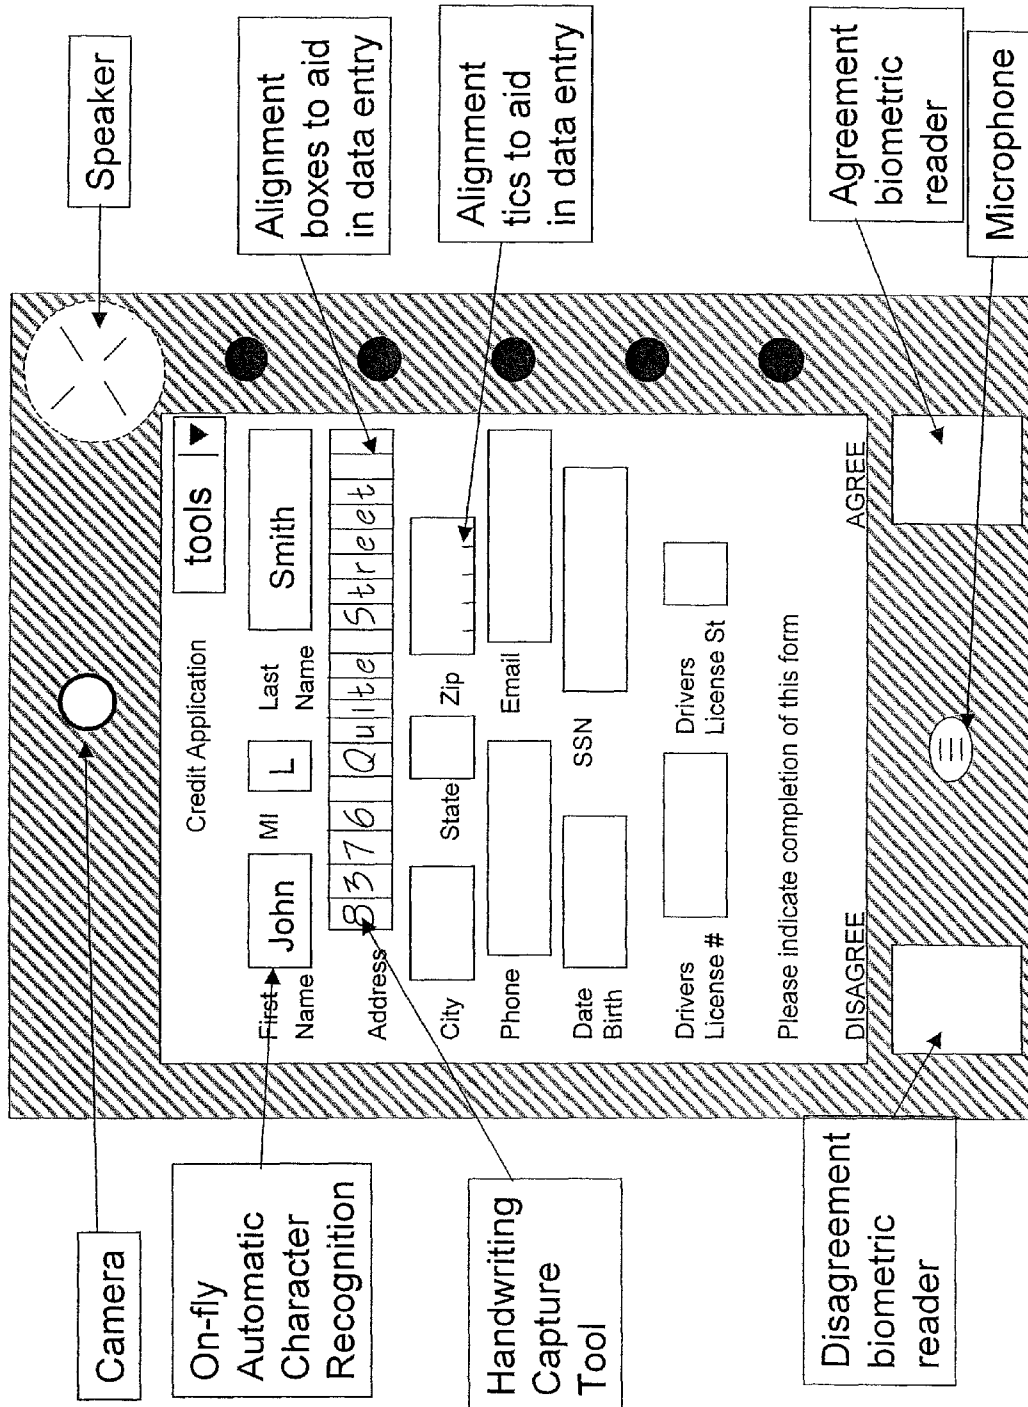 Camera
Speaker
On-fly
Automatic
Character
Recognition
Credit Application
tools
First
Name
John
MI
L
Last
Name
Smith
Address
8376 Quite Street
City
State
Zip
Phone
Email
Date
Birth
SSN
Drivers
License #
Drivers
License St
Please indicate completion of this form
DISAGREE
AGREE
Alignment
boxes to aid
in data entry
Alignment
tics to aid
in data entry
Handwriting
Capture
Tool
Disagreement
biometric
reader
Agreement
biometric
reader
Microphone